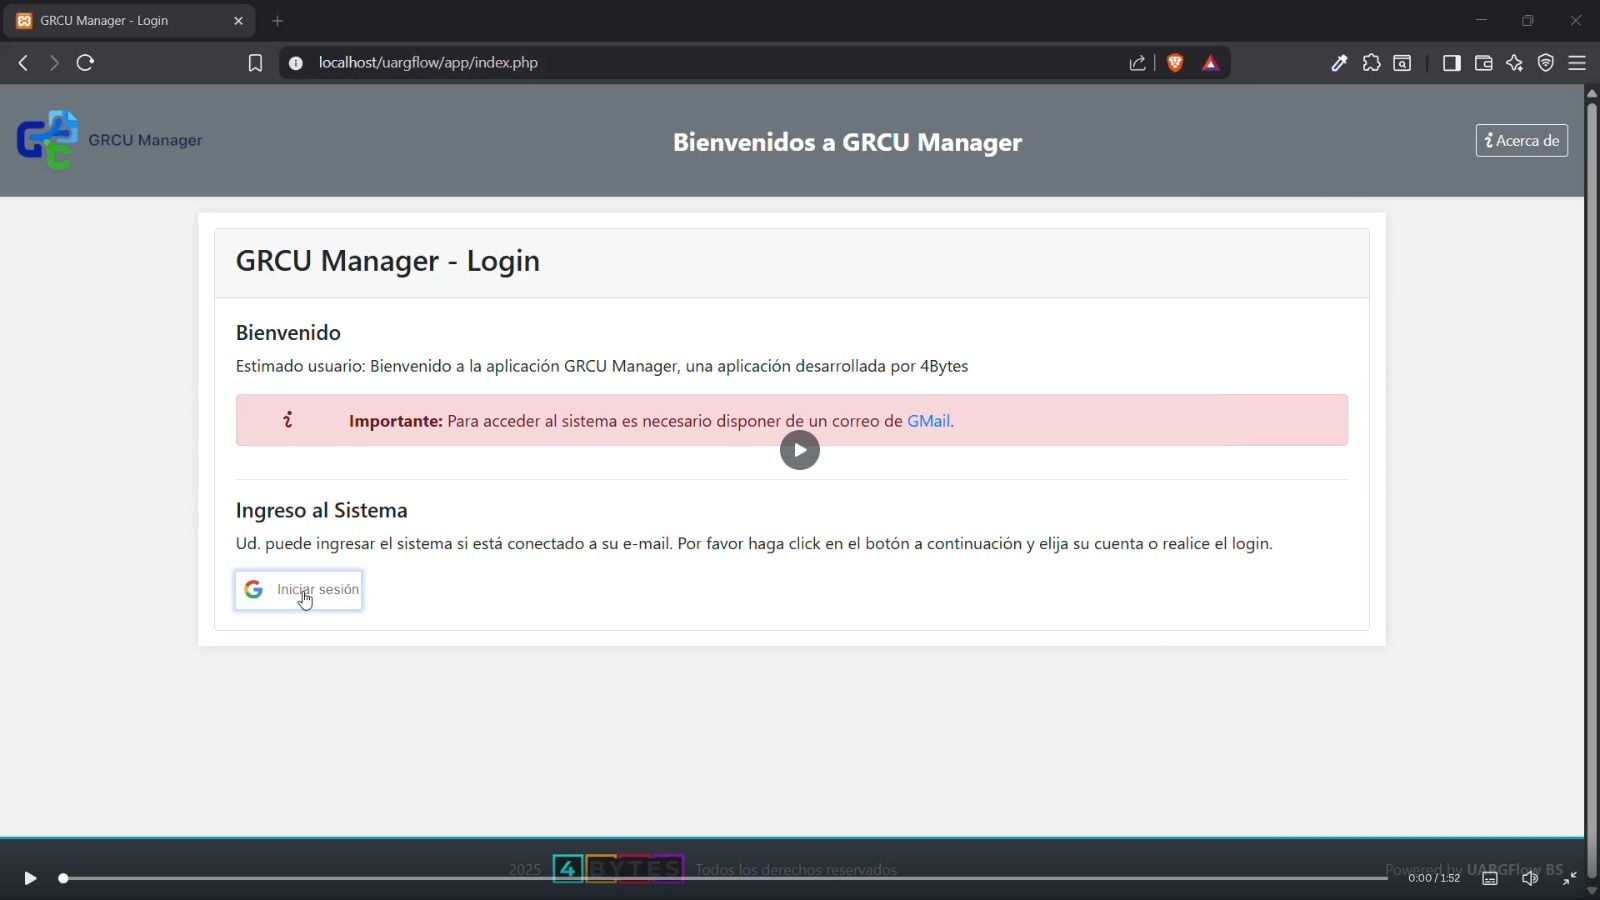 GRCU Manager - Login
localhost/uargflow/app/index.php
GRCU Manager
Bienvenidos a GRCU Manager
Acerca de
GRCU Manager - Login
Bienvenido
Estimado usuario: Bienvenido a la aplicación GRCU Manager, una aplicación desarrollada por 4Bytes
Importante: Para acceder al sistema es necesario disponer de un correo de GMail.
Ingreso al Sistema
Ud. puede ingresar el sistema si está conectado a su e-mail. Por favor haga click en el botón a continuación y elija su cuenta o realice el login.
Iniciar sesión
2025 4 BYTES Todos los derechos reservados
Powered by UARGFlow BS
0:00 / 1:52